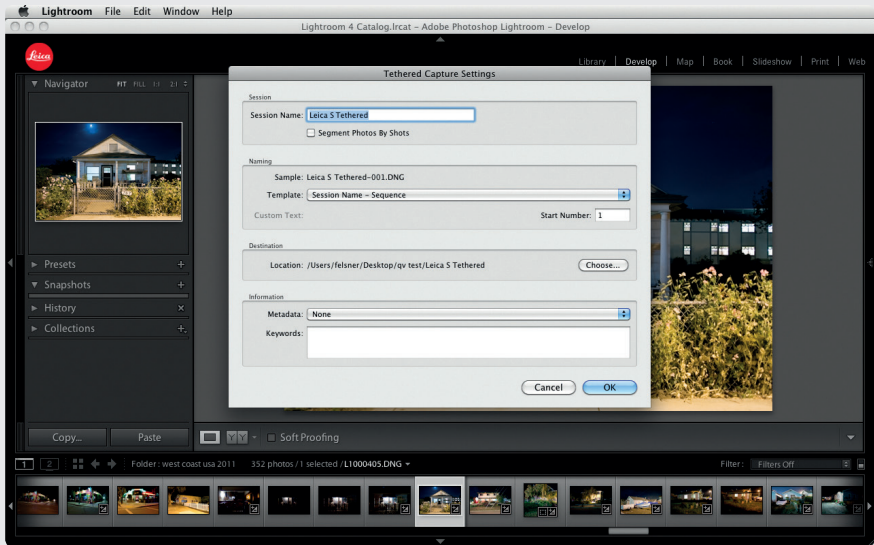 Lightroom File Edit Window Help
Lightroom 4 Catalog.lrcat – Adobe Photoshop Lightroom – Develop
Leica
Library | Develop | Map | Book | Slideshow | Print | Web
Navigator FIT FILL 1:1 2:1
Tethered Capture Settings
Session
Session Name: Leica S Tethered
Segment Photos By Shots
Naming
Sample: Leica S Tethered-001.DNG
Template: Session Name – Sequence
Custom Text: Start Number: 1
Destination
Location: /Users/felsner/Desktop/qv test/Leica S Tethered Choose...
Information
Metadata: None
Keywords:
Cancel OK
Presets +
Snapshots +
History ×
Collections +
Copy... Paste
Y Y Soft Proofing
1 2 Folder : west coast usa 2011 352 photos / 1 selected / L1000405.DNG Filter : Filters Off